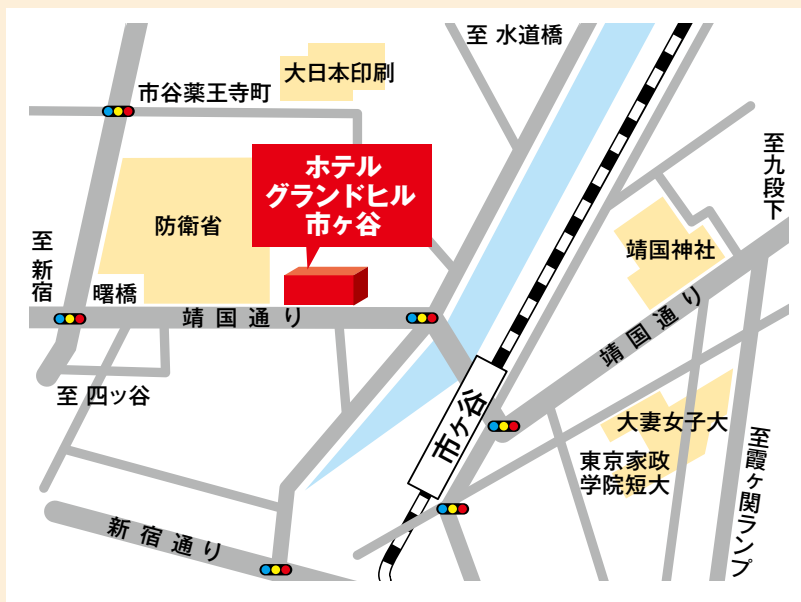 至 水道橋
大日本印刷
市谷薬王寺町
至九段下
ホテル
グランドヒル
市ヶ谷
防衛省
至 新宿
靖国神社
曙橋
靖国通り
靖国通り
至 四ッ谷
市ヶ谷
大妻女子大
東京家政
学院短大
至霞ヶ関ランプ
新宿通り